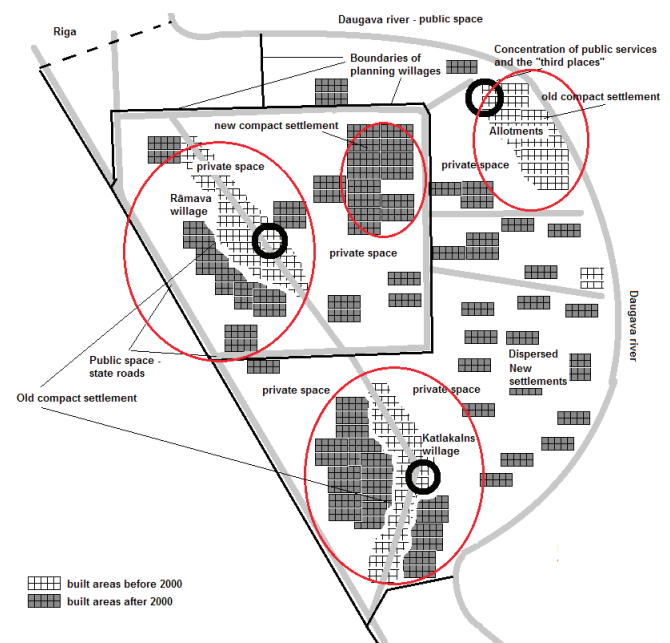 Daugava river - public space
Riga
Concentration of public services
and the "third places"
Boundaries of
planning willages
old compact settlement
new compact settlement
Allotments
private space
private space
Rāmava
willage
private space
Daugava river
Public space -
state roads
Dispersed
New
settlements
private space
private space
Old compact settlement
Katlakalns
willage
built areas before 2000
built areas after 2000